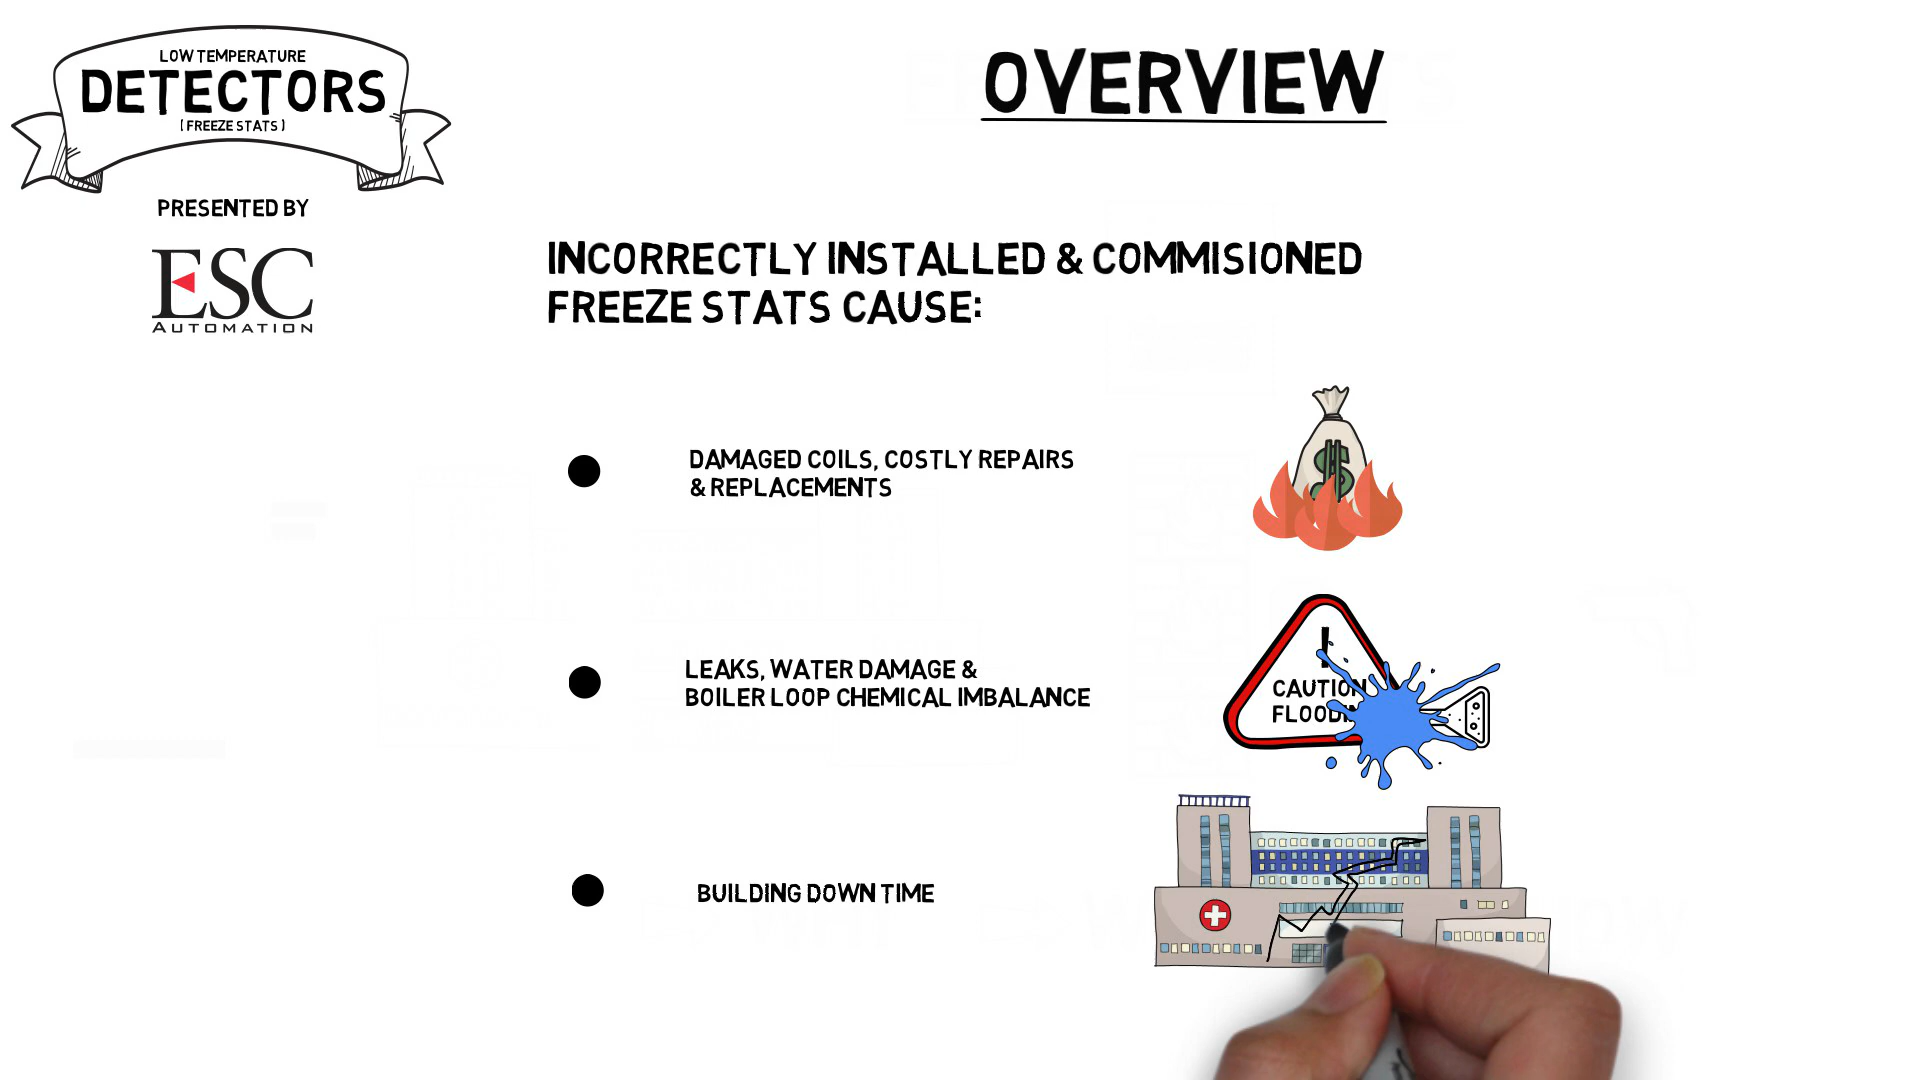 LOW TEMPERATURE
DETECTORS
(FREEZE STATS)
PRESENTED BY
ESC
AUTOMATION
OVERVIEW
INCORRECTLY INSTALLED & COMMISIONED
FREEZE STATS CAUSE:
DAMAGED COILS, COSTLY REPAIRS
& REPLACEMENTS
$
LEAKS, WATER DAMAGE &
BOILER LOOP CHEMICAL IMBALANCE
!
CAUTION
BUILDING DOWN TIME